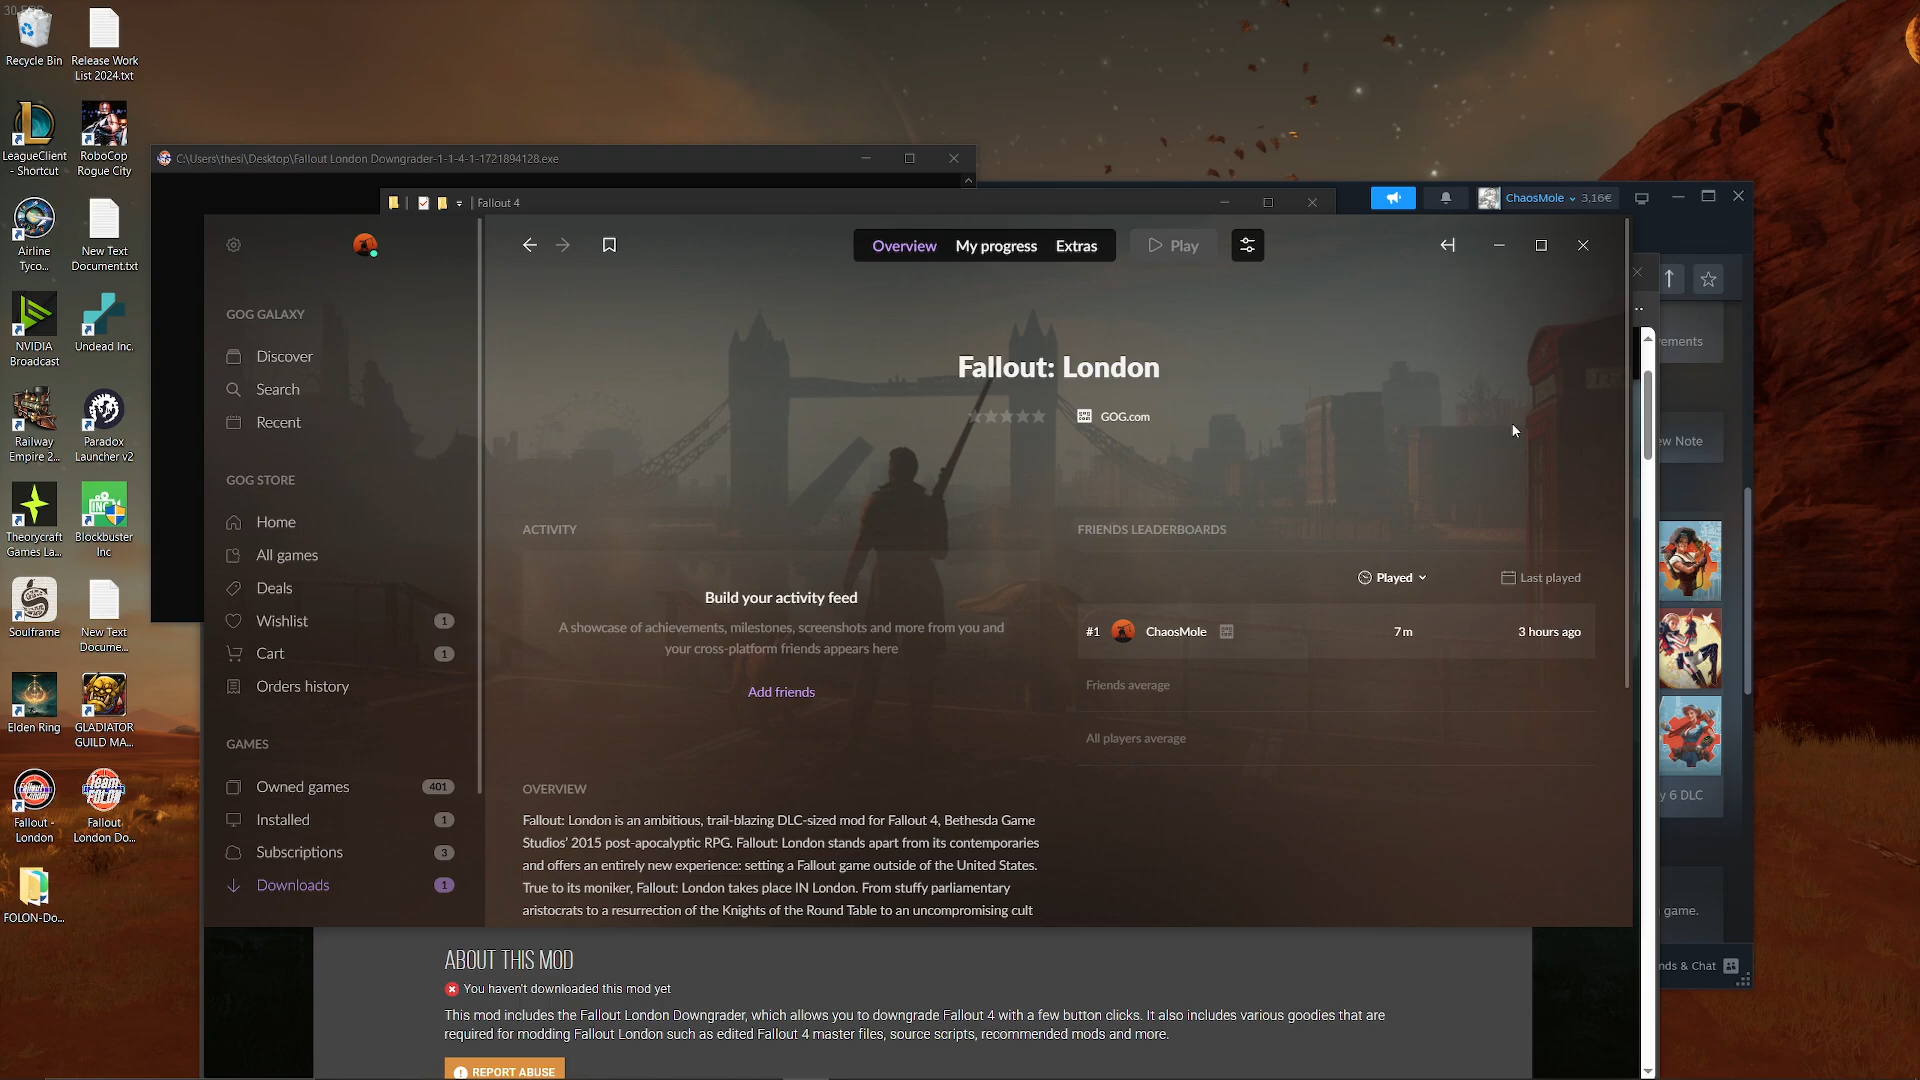 30 FPS
Recycle Bin
Release Work
List 2024.txt
LeagueClient
- Shortcut
RoboCop
Rogue City
Airline
Tyco...
New Text
Document.txt
NVIDIA
Broadcast
Undead Inc.
Railway
Empire 2...
Paradox
Launcher v2
Theorycraft
Games La...
Blockbuster
Inc
Soulframe
New Text
Docume...
Elden Ring
GLADIATOR
GUILD MA...
Fallout -
London
Fallout
London Do...
FOLON-Do...
C:\Users\thesi\Desktop\Fallout London Downgrader-1-1-4-1-1721894128.exe
Fallout 4
ChaosMole 3,16€
GOG GALAXY
Discover
Search
Recent
GOG STORE
Home
All games
Deals
Wishlist 1
Cart 1
Orders history
GAMES
Owned games 401
Installed 1
Subscriptions 3
Downloads 1
Overview My progress Extras Play
Fallout: London
GOG.com
ACTIVITY
Build your activity feed
A showcase of achievements, milestones, screenshots and more from you and
your cross-platform friends appears here
Add friends
FRIENDS LEADERBOARDS
Played Last played
#1 ChaosMole 7m 3 hours ago
Friends average
All players average
OVERVIEW
Fallout: London is an ambitious, trail-blazing DLC-sized mod for Fallout 4, Bethesda Game
Studios' 2015 post-apocalyptic RPG. Fallout: London stands apart from its contemporaries
and offers an entirely new experience: setting a Fallout game outside of the United States.
True to its moniker, Fallout: London takes place IN London. From stuffy parliamentary
aristocrats to a resurrection of the Knights of the Round Table to an uncompromising cult
ements
ew Note
y 6 DLC
game.
nds & Chat
ABOUT THIS MOD
You haven't downloaded this mod yet
This mod includes the Fallout London Downgrader, which allows you to downgrade Fallout 4 with a few button clicks. It also includes various goodies that are
required for modding Fallout London such as edited Fallout 4 master files, source scripts, recommended mods and more.
REPORT ABUSE